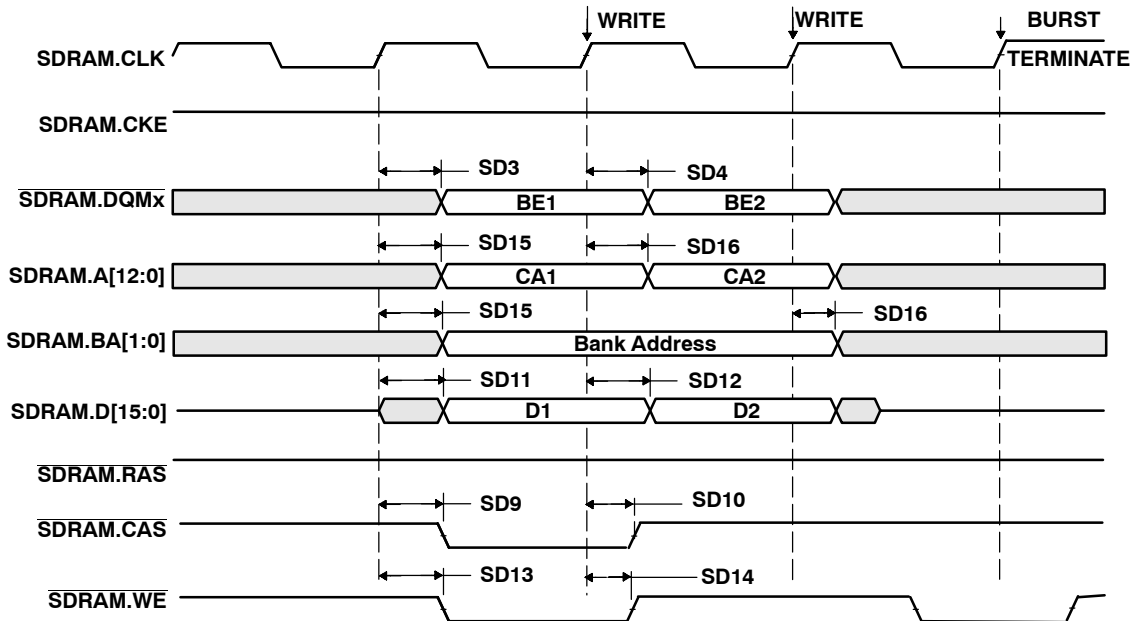 WRITE WRITE BURST
SDRAM.CLK TERMINATE
SDRAM.CKE
SD3 SD4
SDRAM.DQMx BE1 BE2
SD15 SD16
SDRAM.A[12:0] CA1 CA2
SD15 SD16
SDRAM.BA[1:0] Bank Address
SD11 SD12
SDRAM.D[15:0] D1 D2
SDRAM.RAS
SD9 SD10
SDRAM.CAS
SD13 SD14
SDRAM.WE